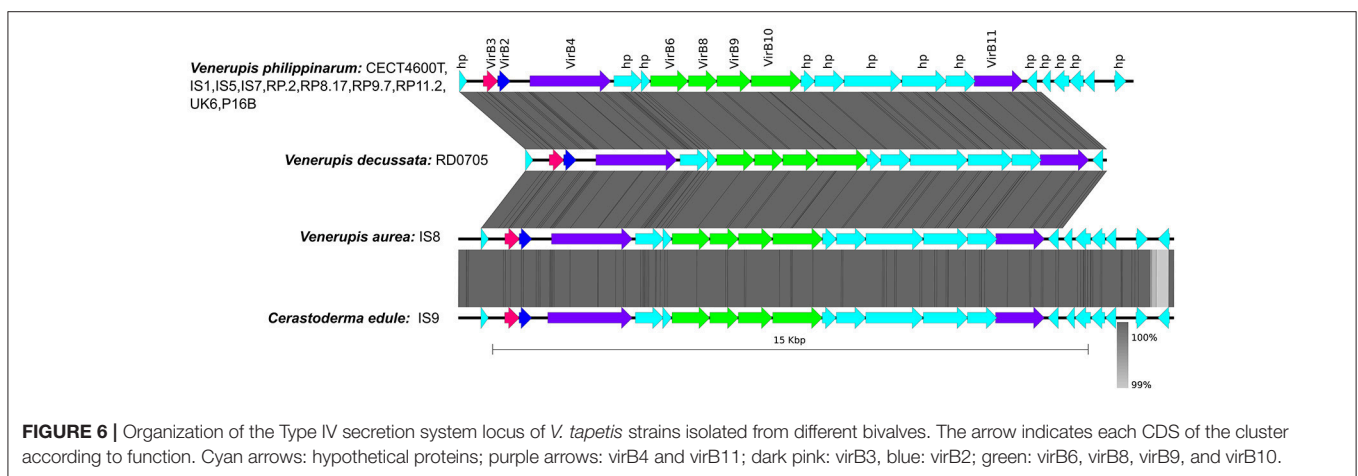 hp VirB3 VirB2 VirB4 hp hp VirB6 VirB8 VirB9 VirB10 hp hp hp hp hp VirB11 hp hp hp hp hp
Venerupis philippinarum: CECT4600T,
IS1,IS5,IS7,RP.2,RP8.17,RP9.7,RP11.2,
UK6,P16B
Venerupis decussata: RD0705
Venerupis aurea: IS8
Cerastoderma edule: IS9
15 Kbp
100%
99%
FIGURE 6 | Organization of the Type IV secretion system locus of V. tapetis strains isolated from different bivalves. The arrow indicates each CDS of the cluster
according to function. Cyan arrows: hypothetical proteins; purple arrows: virB4 and virB11; dark pink: virB3, blue: virB2; green: virB6, virB8, virB9, and virB10.